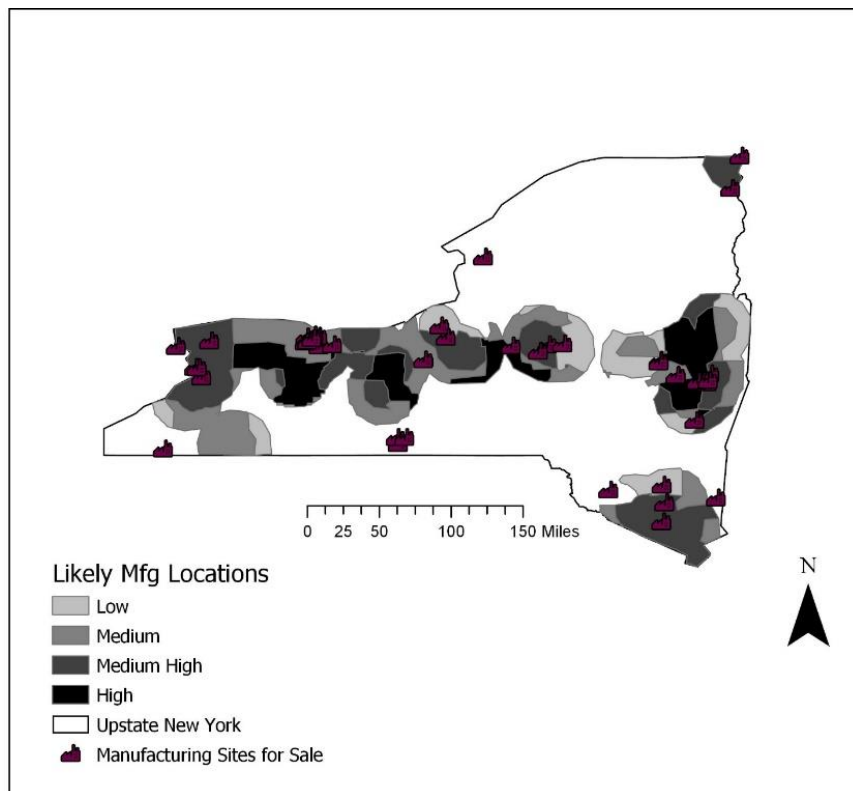 0 25 50 100 150 Miles
N
Likely Mfg Locations
Low
Medium
Medium High
High
Upstate New York
Manufacturing Sites for Sale